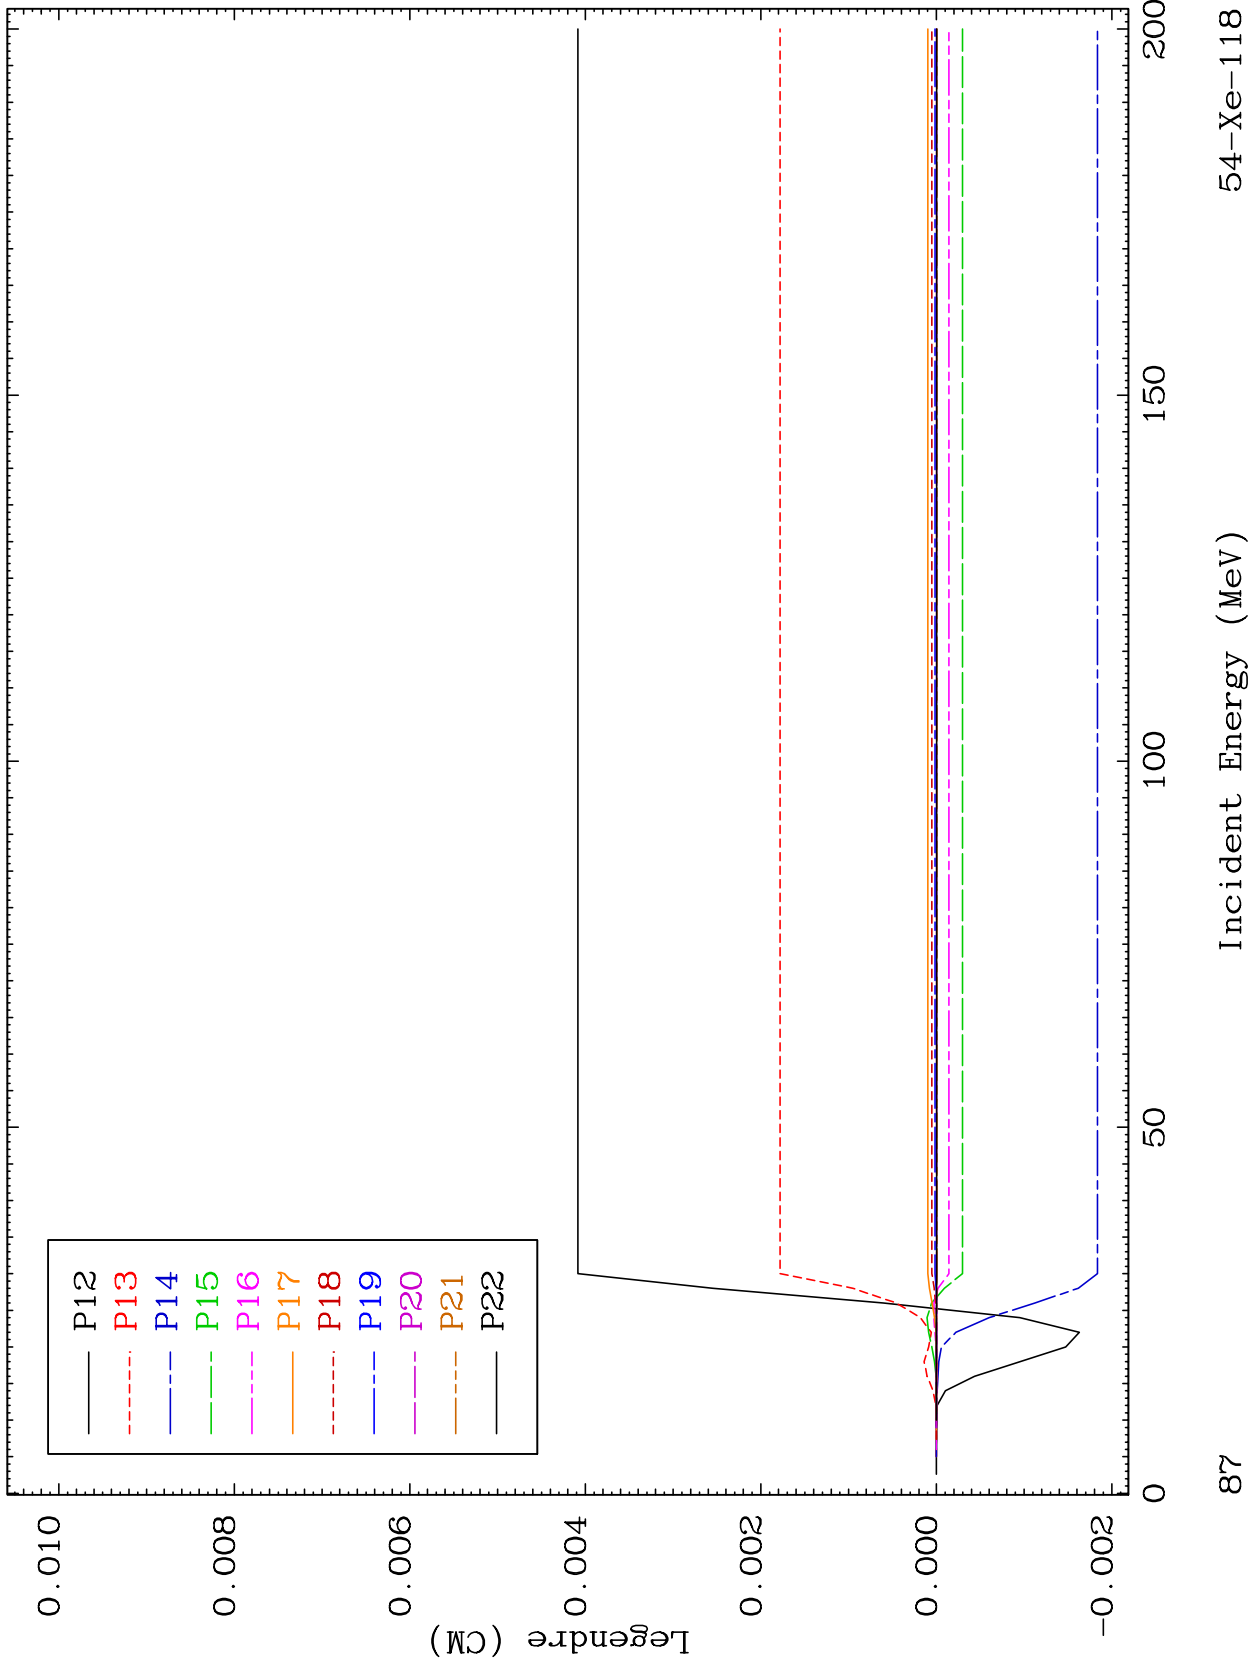 P12
P13
P14
P15
P16
P17
P18
P19
P20
P21
P22
0.010
0.008
0.006
0.004
0.002
0.000
-0.002
Legendre (CM)
0
50
100
150
200
Incident Energy (MeV)
87
54-Xe-118